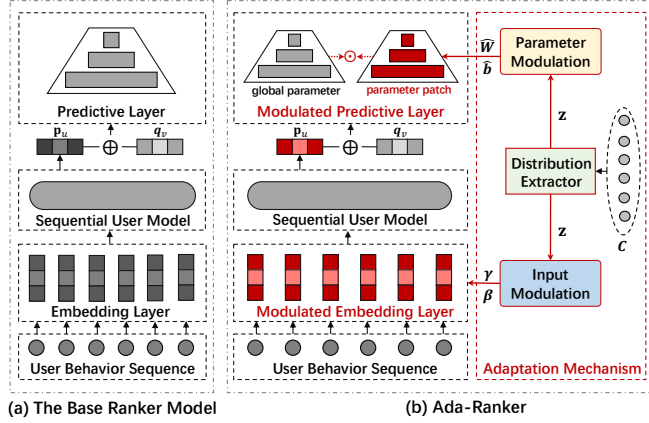 Predictive Layer
p_u
q_v
Sequential User Model
Embedding Layer
User Behavior Sequence
(a) The Base Ranker Model
global parameter
parameter patch
Modulated Predictive Layer
p_u
q_v
Sequential User Model
Modulated Embedding Layer
User Behavior Sequence
Ŵ
b̂
Parameter
Modulation
z
Distribution
Extractor
C
z
γ
β
Input
Modulation
Adaptation Mechanism
(b) Ada-Ranker